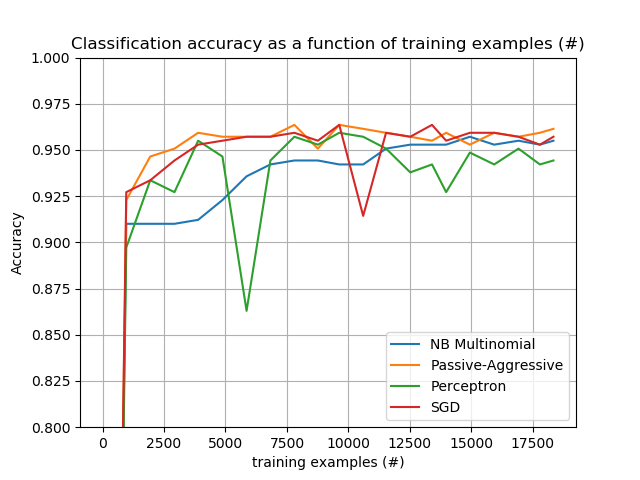 Classification accuracy as a function of training examples (#)
1.000
0.975
0.950
0.925
0.900
0.875
0.850
0.825
0.800
Accuracy
NB Multinomial
Passive-Aggressive
Perceptron
SGD
0 2500 5000 7500 10000 12500 15000 17500
training examples (#)